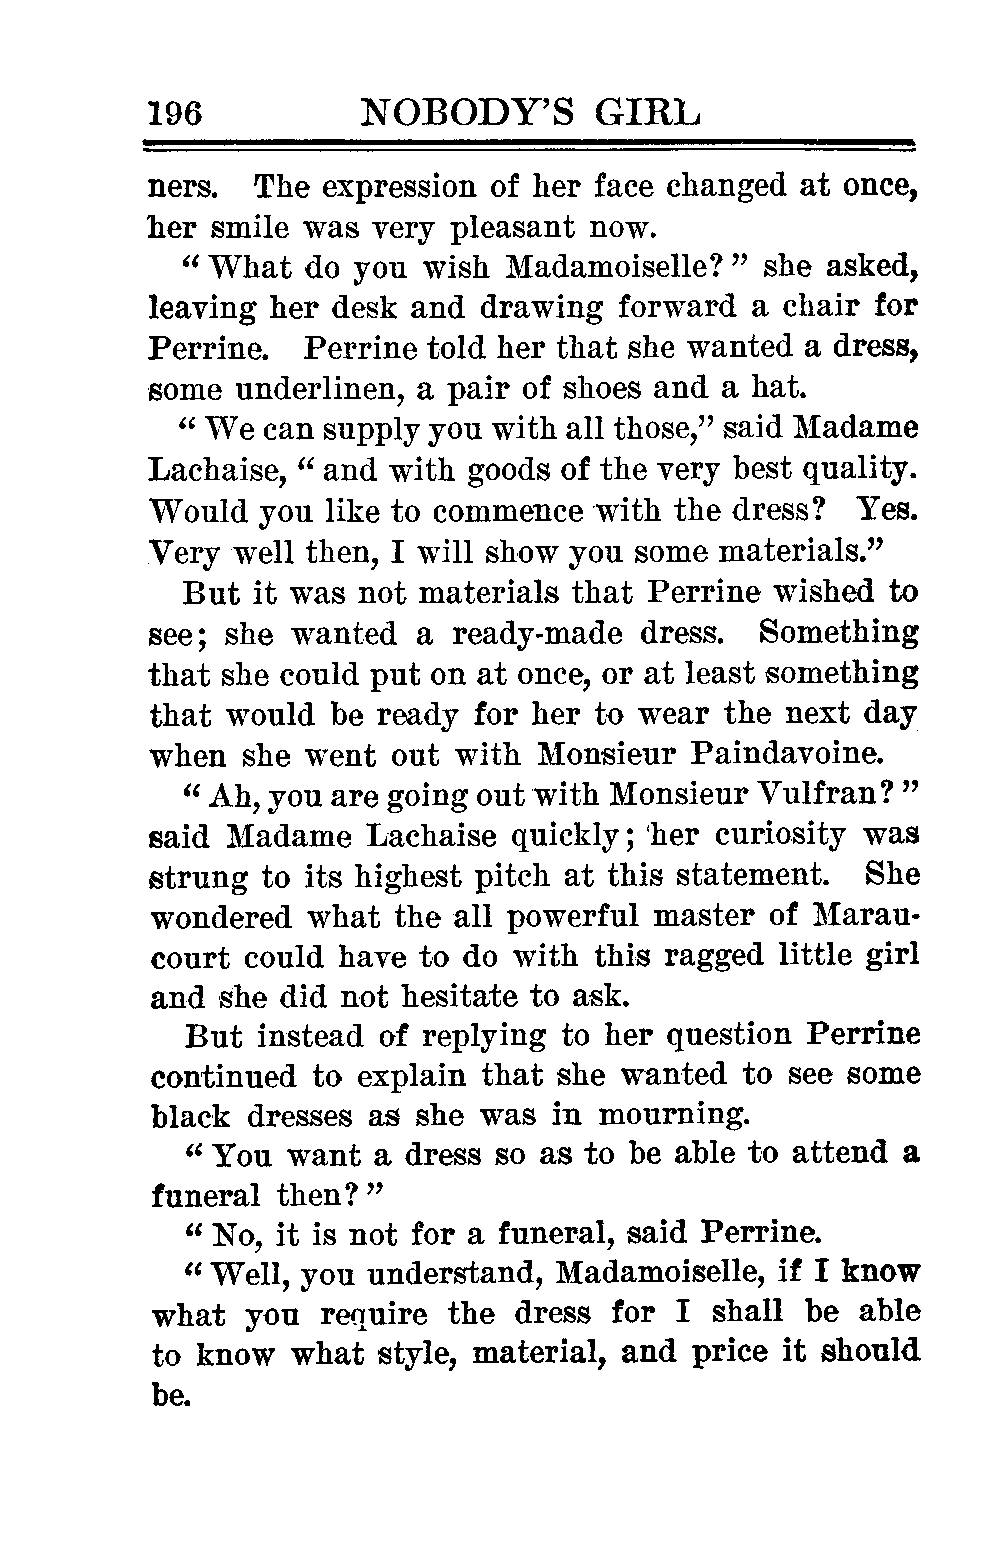 196 NOBODY'S GIRL
ners. The expression of her face changed at once,
her smile was very pleasant now.
“ What do you wish Madamoiselle? ” she asked,
leaving her desk and drawing forward a chair for
Perrine. Perrine told her that she wanted a dress,
some underlinen, a pair of shoes and a hat.
“ We can supply you with all those,” said Madame
Lachaise, “ and with goods of the very best quality.
Would you like to commence with the dress? Yes.
Very well then, I will show you some materials.”
But it was not materials that Perrine wished to
see; she wanted a ready-made dress. Something
that she could put on at once, or at least something
that would be ready for her to wear the next day
when she went out with Monsieur Paindavoine.
“ Ah, you are going out with Monsieur Vulfran? ”
said Madame Lachaise quickly; 'her curiosity was
strung to its highest pitch at this statement. She
wondered what the all powerful master of Marau-
court could have to do with this ragged little girl
and she did not hesitate to ask.
But instead of replying to her question Perrine
continued to explain that she wanted to see some
black dresses as she was in mourning.
“ You want a dress so as to be able to attend a
funeral then? ”
“ No, it is not for a funeral, said Perrine.
“ Well, you understand, Madamoiselle, if I know
what you require the dress for I shall be able
to know what style, material, and price it should
be.